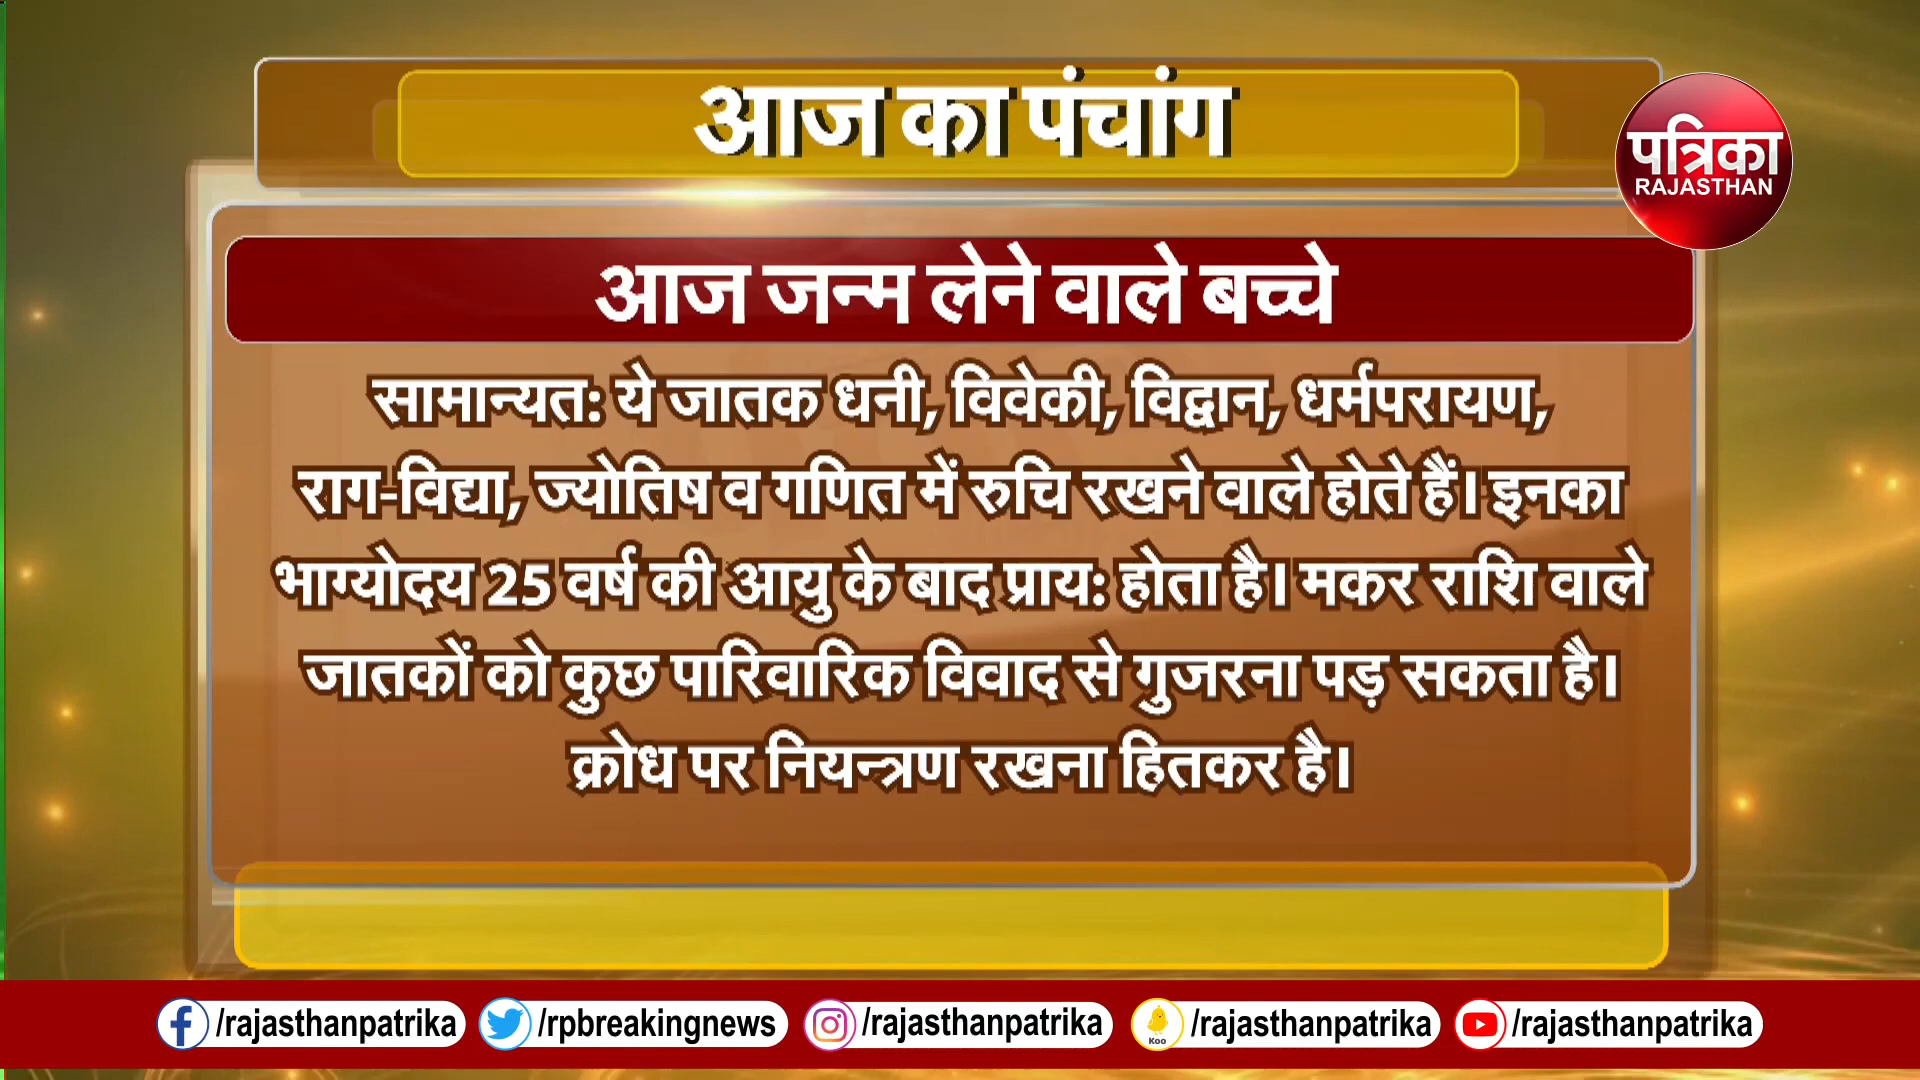 आज का पंचांग
पत्रिका
RAJASTHAN
आज जन्म लेने वाले बच्चे
सामान्यत: ये जातक धनी, विवेकी, विद्वान, धर्मपरायण,
राग-विद्या, ज्योतिष व गणित में रुचि रखने वाले होते हैं। इनका
भाग्योदय 25 वर्ष की आयु के बाद प्राय: होता है। मकर राशि वाले
जातकों को कुछ पारिवारिक विवाद से गुजरना पड़ सकता है।
क्रोध पर नियन्त्रण रखना हितकर है।
/rajasthanpatrika /rpbreakingnews /rajasthanpatrika Koo /rajasthanpatrika /rajasthanpatrika